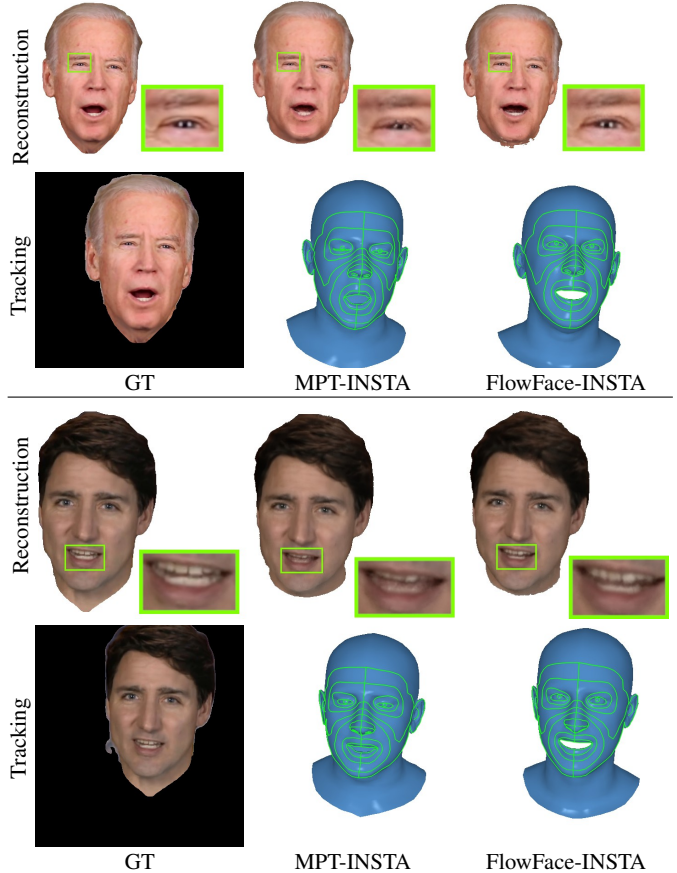 Reconstruction
Tracking
GT MPT-INSTA FlowFace-INSTA
Reconstruction
Tracking
GT MPT-INSTA FlowFace-INSTA